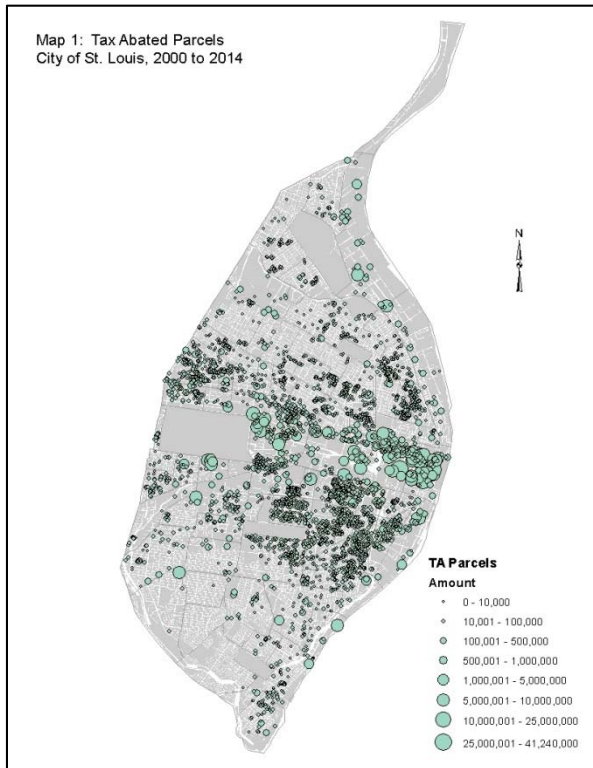 Map 1: Tax Abated Parcels
City of St. Louis, 2000 to 2014
N
TA Parcels
Amount
0 - 10,000
10,001 - 100,000
100,001 - 500,000
500,001 - 1,000,000
1,000,001 - 5,000,000
5,000,001 - 10,000,000
10,000,001 - 25,000,000
25,000,001 - 41,240,000